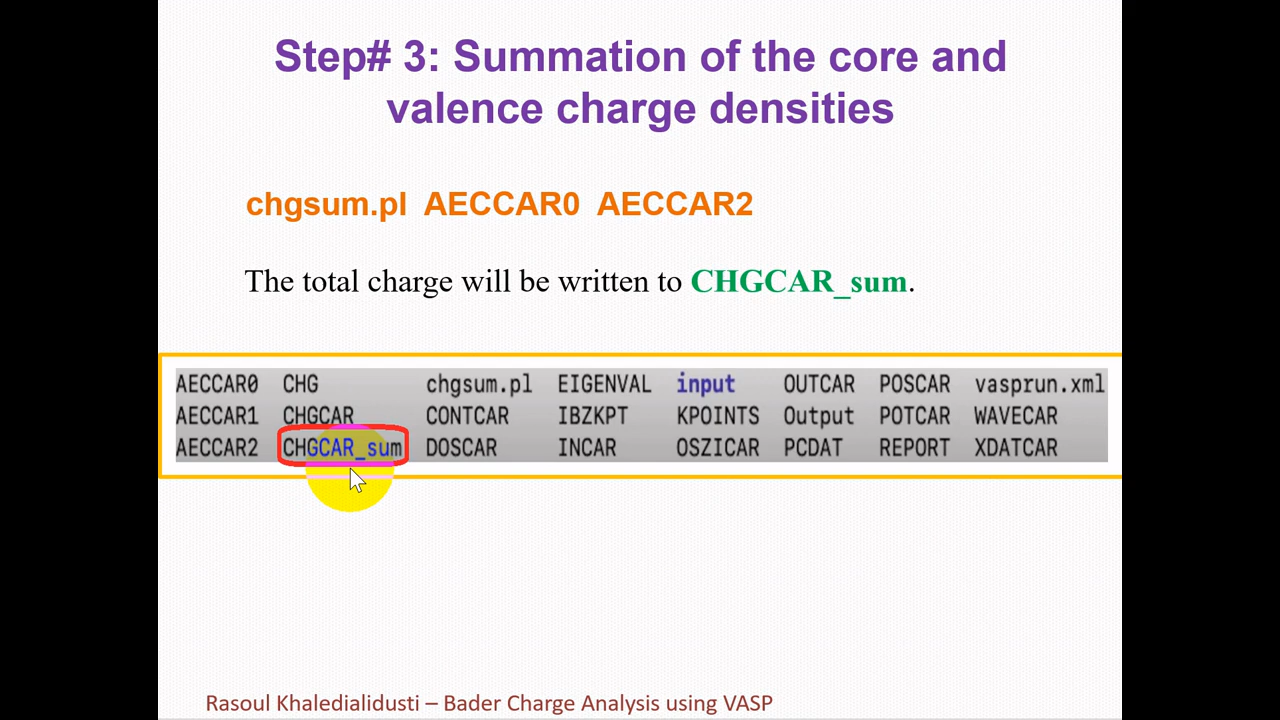 Step# 3: Summation of the core and
valence charge densities
chgsum.pl AECCAR0 AECCAR2
The total charge will be written to CHGCAR_sum.
AECCAR0 CHG chgsum.pl EIGENVAL input OUTCAR POSCAR vasprun.xml
AECCAR1 CHGCAR CONTCAR IBZKPT KPOINTS Output POTCAR WAVECAR
AECCAR2 CHGCAR_sum DOSCAR INCAR OSZICAR PCDAT REPORT XDATCAR
Rasoul Khaledialidusti – Bader Charge Analysis using VASP